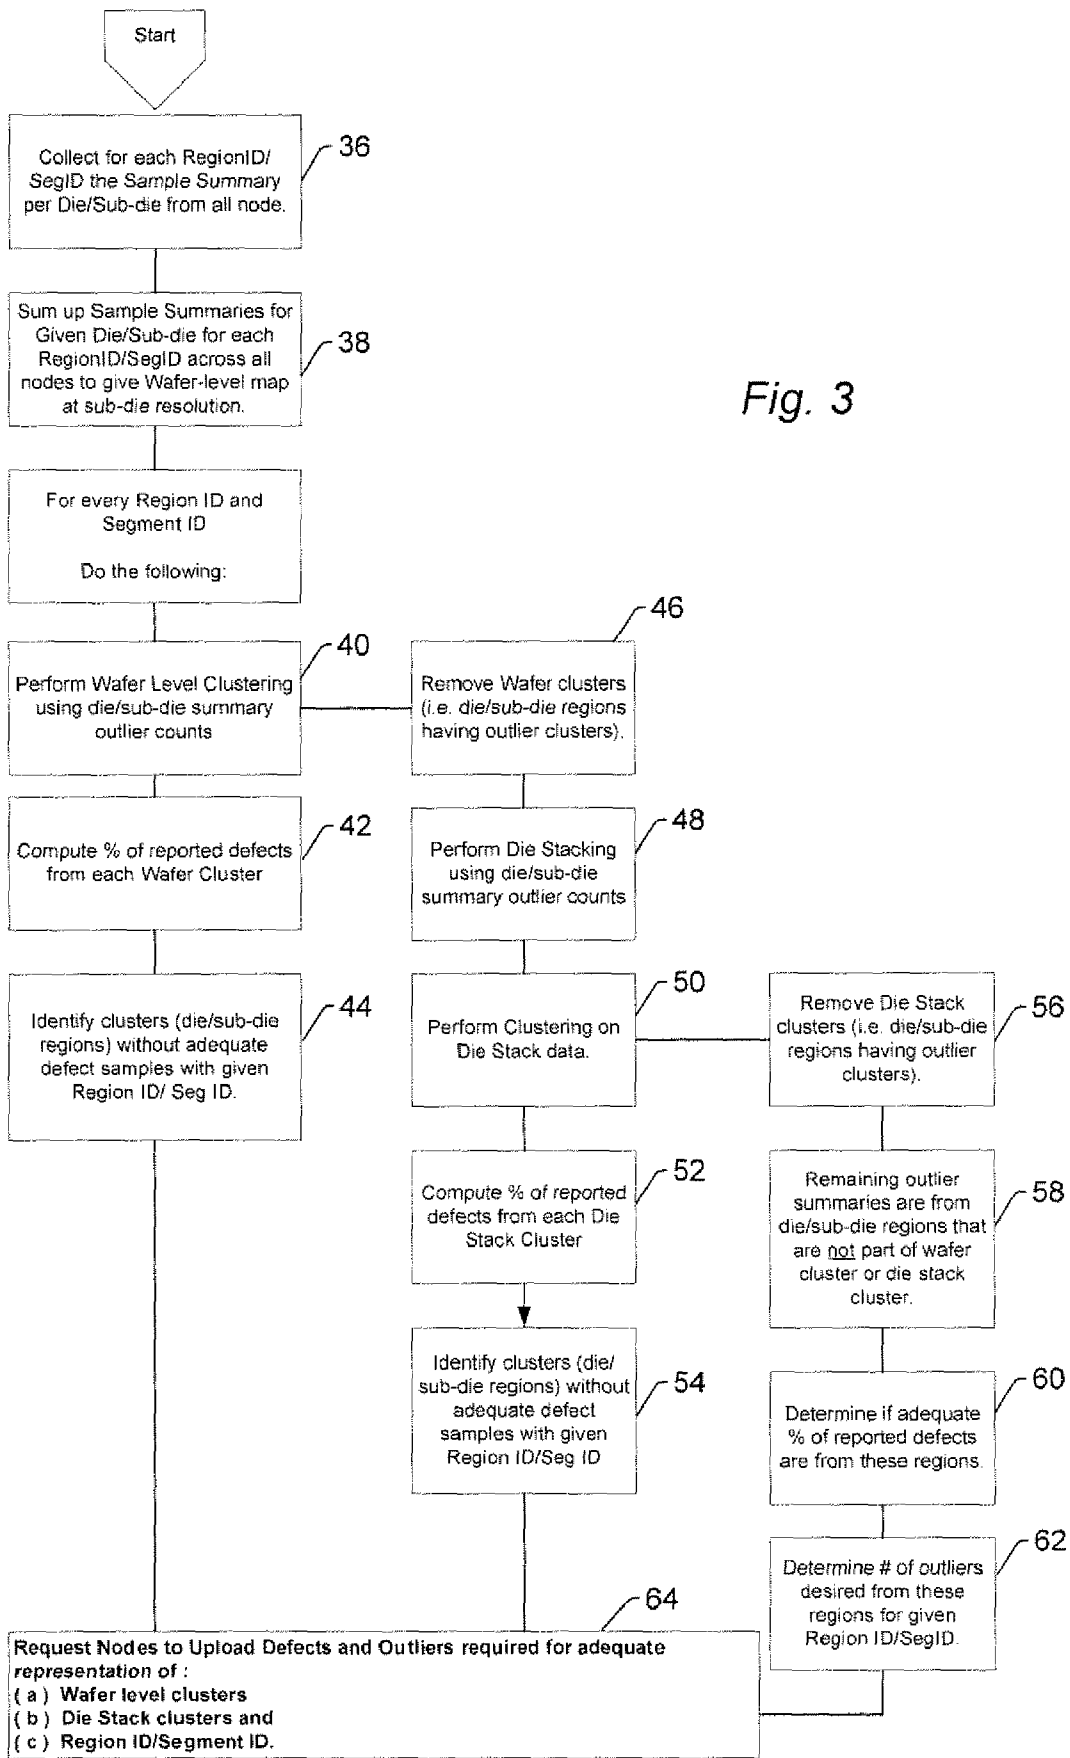 Start
Collect for each RegionID/
SegID the Sample Summary
per Die/Sub-die from all node.
36
Sum up Sample Summaries for
Given Die/Sub-die for each
RegionID/SegID across all
nodes to give Wafer-level map
at sub-die resolution.
38
Fig. 3
For every Region ID and
Segment ID
Do the following:
Perform Wafer Level Clustering
using die/sub-die summary
outlier counts
40
Remove Wafer clusters
(i.e. die/sub-die regions
having outlier clusters).
46
Compute % of reported defects
from each Wafer Cluster
42
Perform Die Stacking
using die/sub-die
summary outlier counts
48
Identify clusters (die/sub-die
regions) without adequate
defect samples with given
Region ID/ Seg ID.
44
Perform Clustering on
Die Stack data.
50
Remove Die Stack
clusters (i.e. die/sub-die
regions having outlier
clusters).
56
Compute % of reported
defects from each Die
Stack Cluster
52
Remaining outlier
summaries are from
die/sub-die regions that
are not part of wafer
cluster or die stack
cluster.
58
Identify clusters (die/
sub-die regions) without
adequate defect
samples with given
Region ID/Seg ID
54
Determine if adequate
% of reported defects
are from these regions.
60
Determine # of outliers
desired from these
regions for given
Region ID/SegID.
62
64
Request Nodes to Upload Defects and Outliers required for adequate
representation of :
( a ) Wafer level clusters
( b ) Die Stack clusters and
( c ) Region ID/Segment ID.